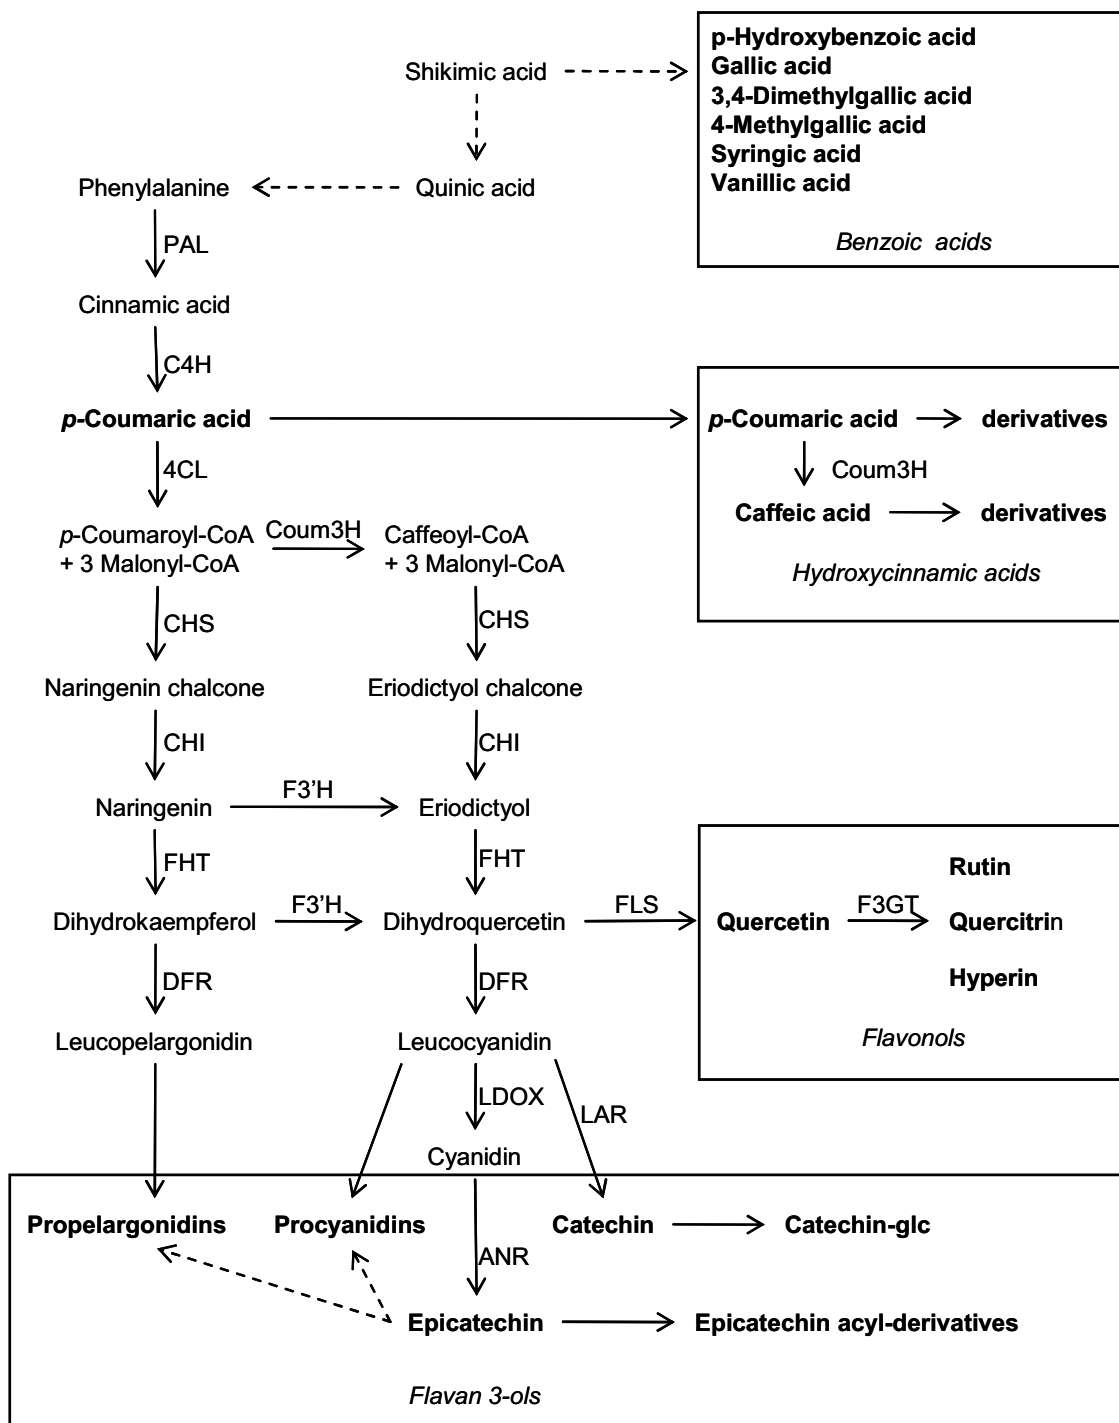 p-Hydroxybenzoic acid
Gallic acid
3,4-Dimethylgallic acid
4-Methylgallic acid
Syringic acid
Vanillic acid
Benzoic acids
Shikimic acid
Phenylalanine
Quinic acid
PAL
Cinnamic acid
C4H
p-Coumaric acid
p-Coumaric acid
derivatives
Coum3H
Caffeic acid
derivatives
Hydroxycinnamic acids
4CL
p-Coumaroyl-CoA
+ 3 Malonyl-CoA
Coum3H
Caffeoyl-CoA
+ 3 Malonyl-CoA
CHS
CHS
Naringenin chalcone
Eriodictyol chalcone
CHI
CHI
Naringenin
F3'H
Eriodictyol
FHT
FHT
Dihydrokaempferol
F3'H
Dihydroquercetin
FLS
Quercetin
F3GT
Rutin
Quercitrin
Hyperin
Flavonols
DFR
DFR
Leucopelargonidin
Leucocyanidin
LDOX
LAR
Cyanidin
Propelargonidins
Procyanidins
Catechin
Catechin-glc
ANR
Epicatechin
Epicatechin acyl-derivatives
Flavan 3-ols